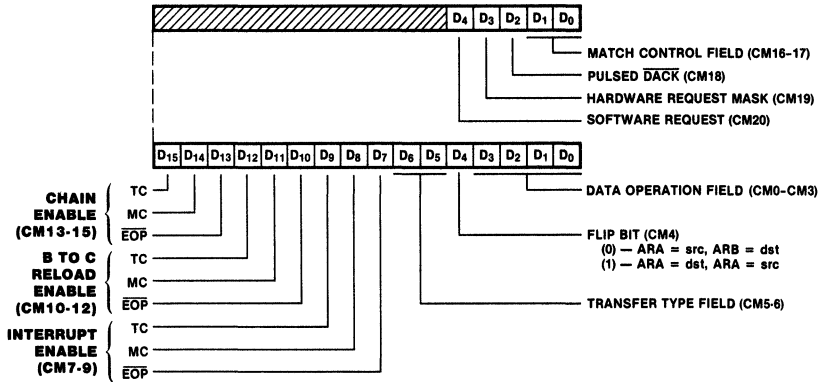 D4 D3 D2 D1 D0
MATCH CONTROL FIELD (CM16-17)
PULSED DACK (CM18)
HARDWARE REQUEST MASK (CM19)
SOFTWARE REQUEST (CM20)
D15 D14 D13 D12 D11 D10 D9 D8 D7 D6 D5 D4 D3 D2 D1 D0
CHAIN
ENABLE
(CM13-15)
TC
MC
EOP
B TO C
RELOAD
ENABLE
(CM10-12)
TC
MC
EOP
INTERRUPT
ENABLE
(CM7-9)
TC
MC
EOP
DATA OPERATION FIELD (CM0-CM3)
FLIP BIT (CM4)
(0) — ARA = src, ARB = dst
(1) — ARA = dst, ARA = src
TRANSFER TYPE FIELD (CM5-6)